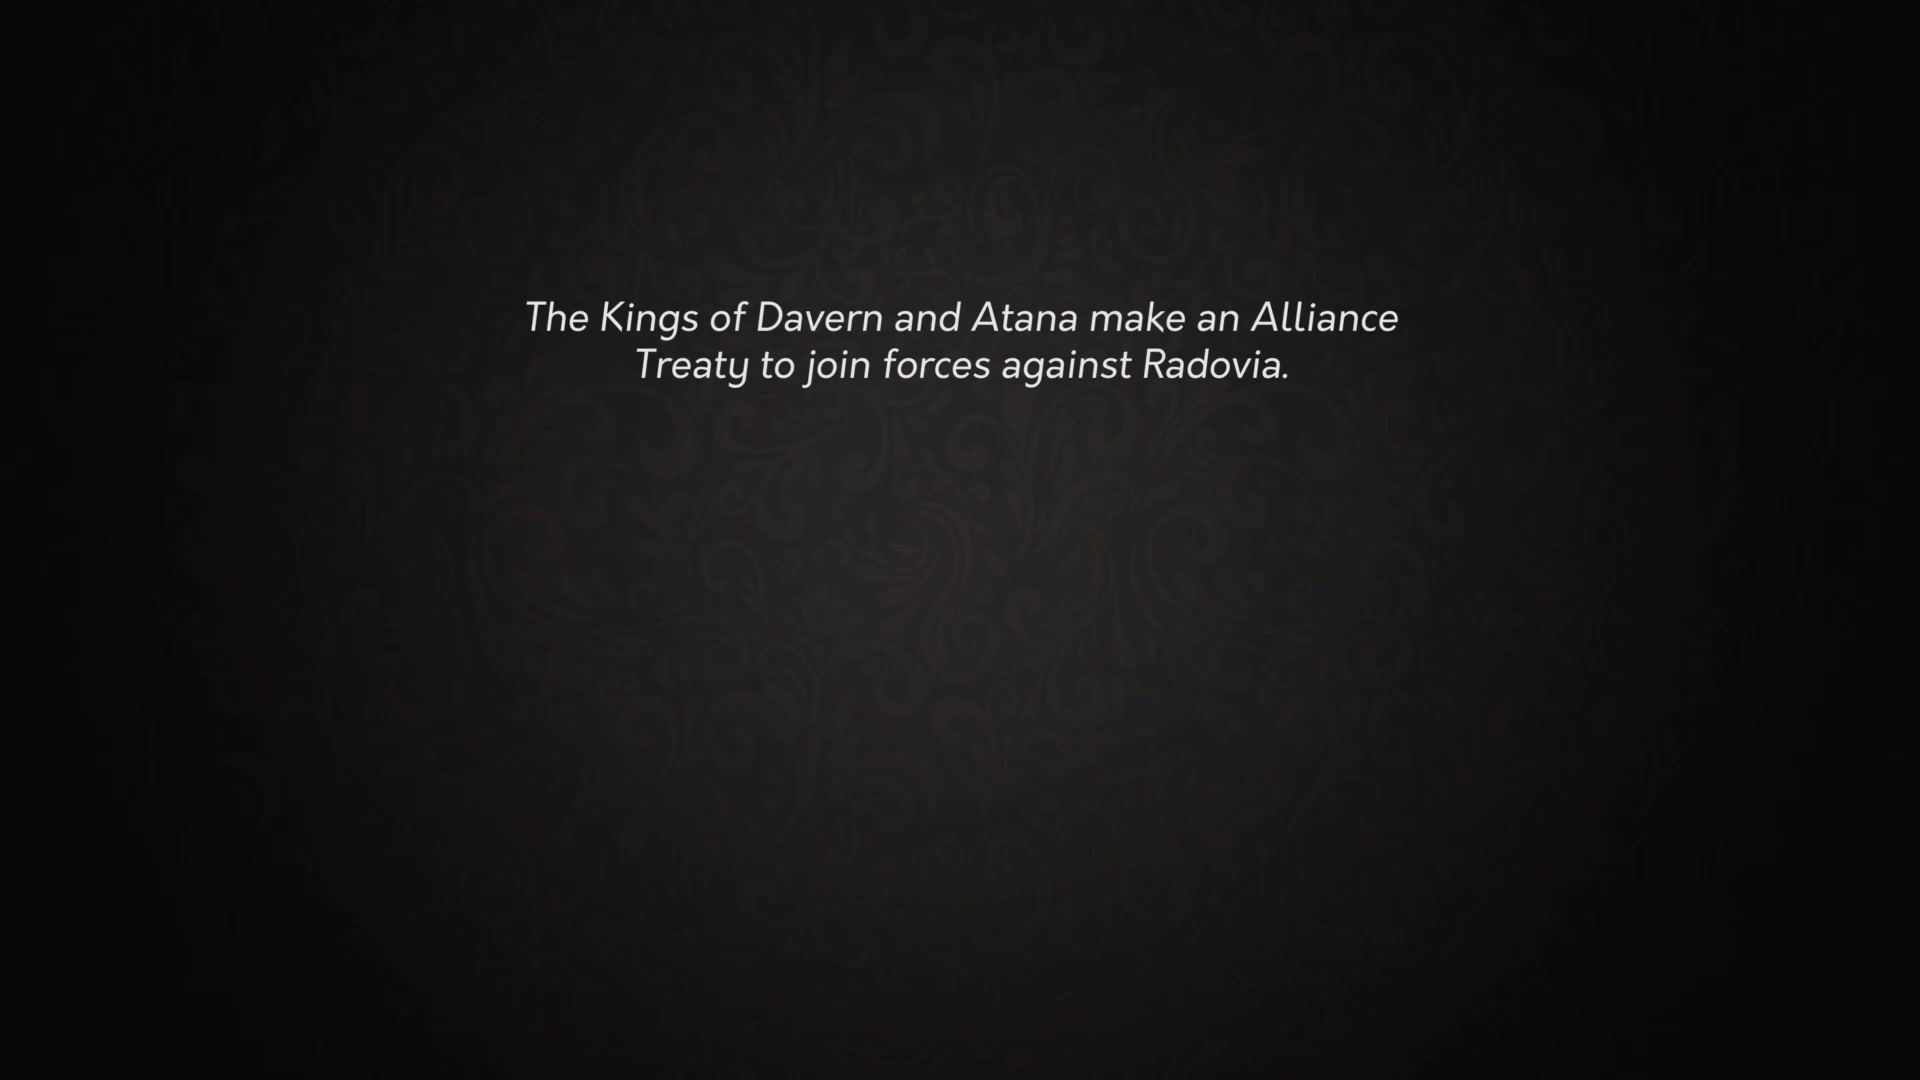 The Kings of Davern and Atana make an Alliance
Treaty to join forces against Radovia.